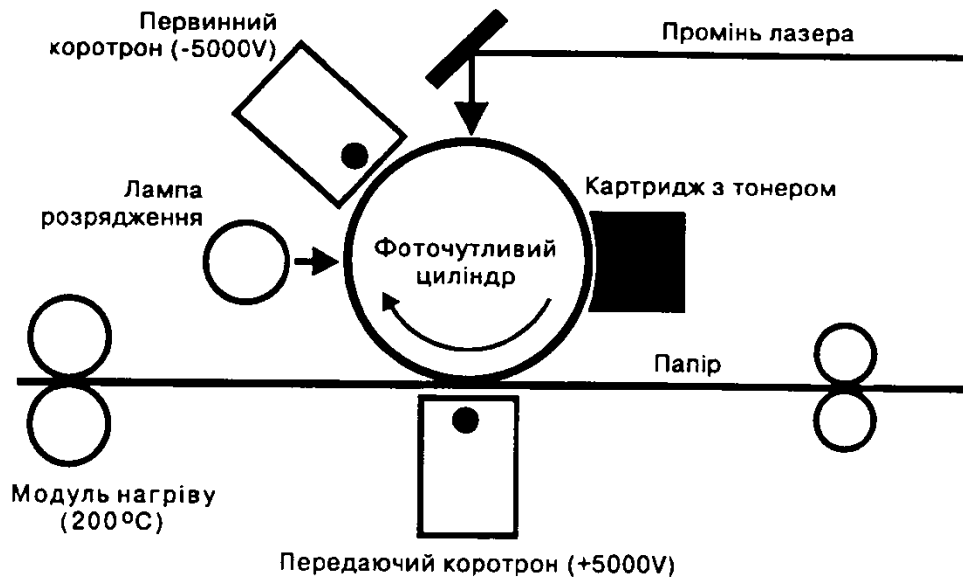 Первинний
коротрон (-5000V)
Промінь лазера
Лампа
розрядження
Картридж з тонером
Фоточутливий
циліндр
Папір
Модуль нагріву
(200ºC)
Передаючий коротрон (+5000V)